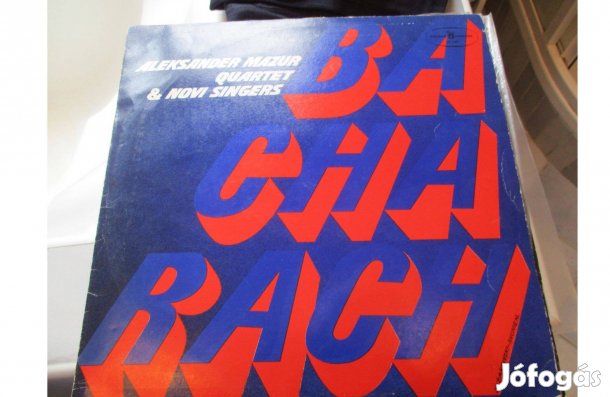 ALEKSANDER MAZUR
QUARTET
& NOVI SINGERS
BA
CHA
RACH
Jófogás